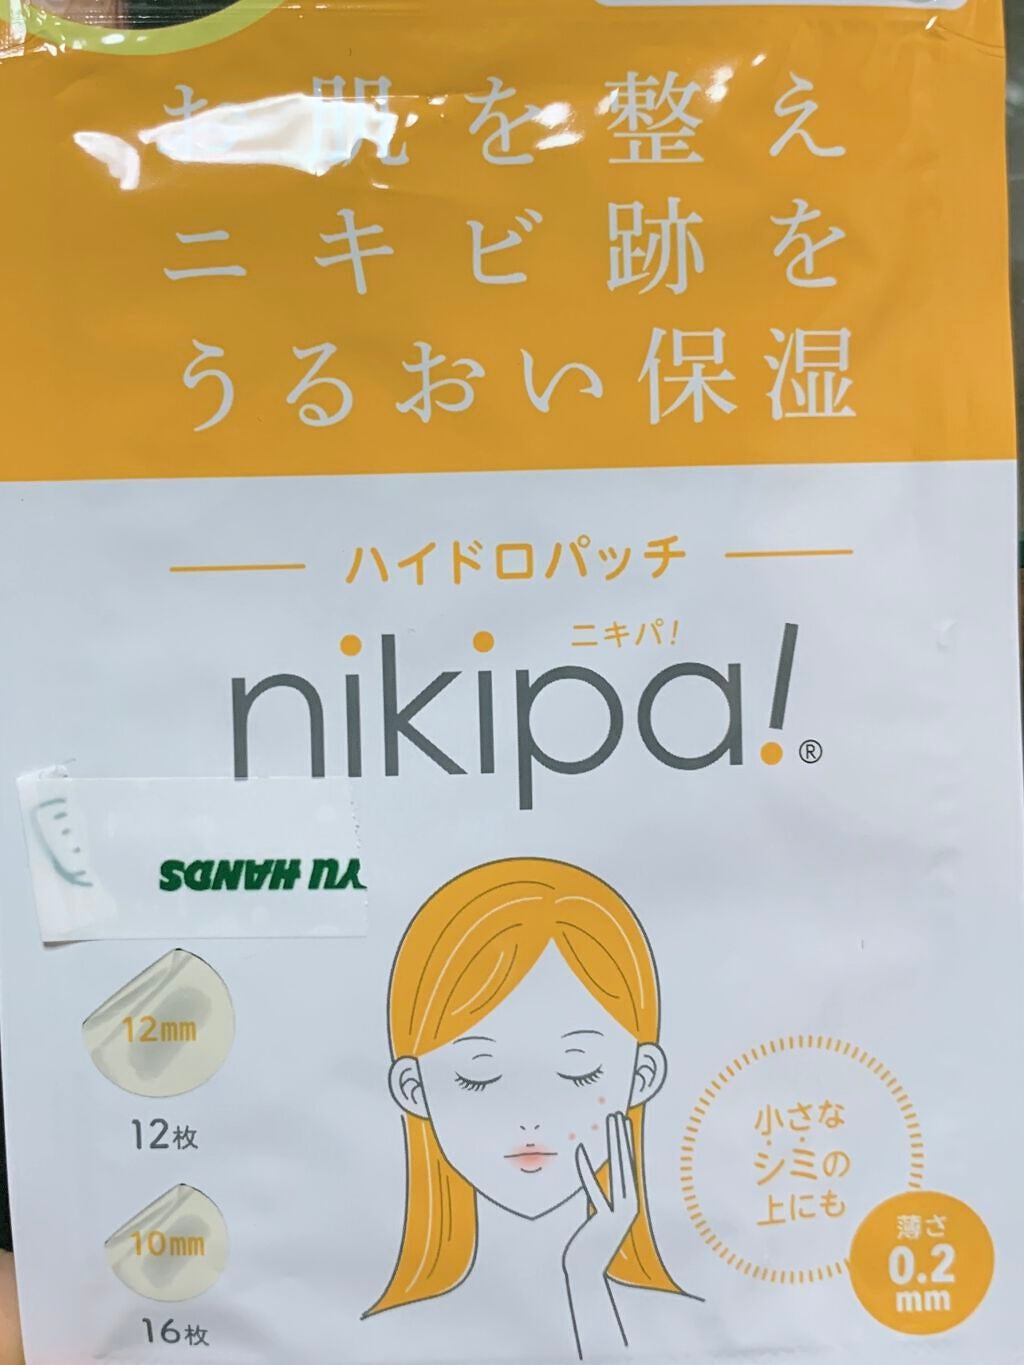 お肌を整え
ニキビ跡を
うるおい保湿
ハイドロパッチ
ニキパ!
nikipa!®
YU HANDS
12mm
12枚
10mm
16枚
小さな
シミの
上にも
薄さ
0.2
mm